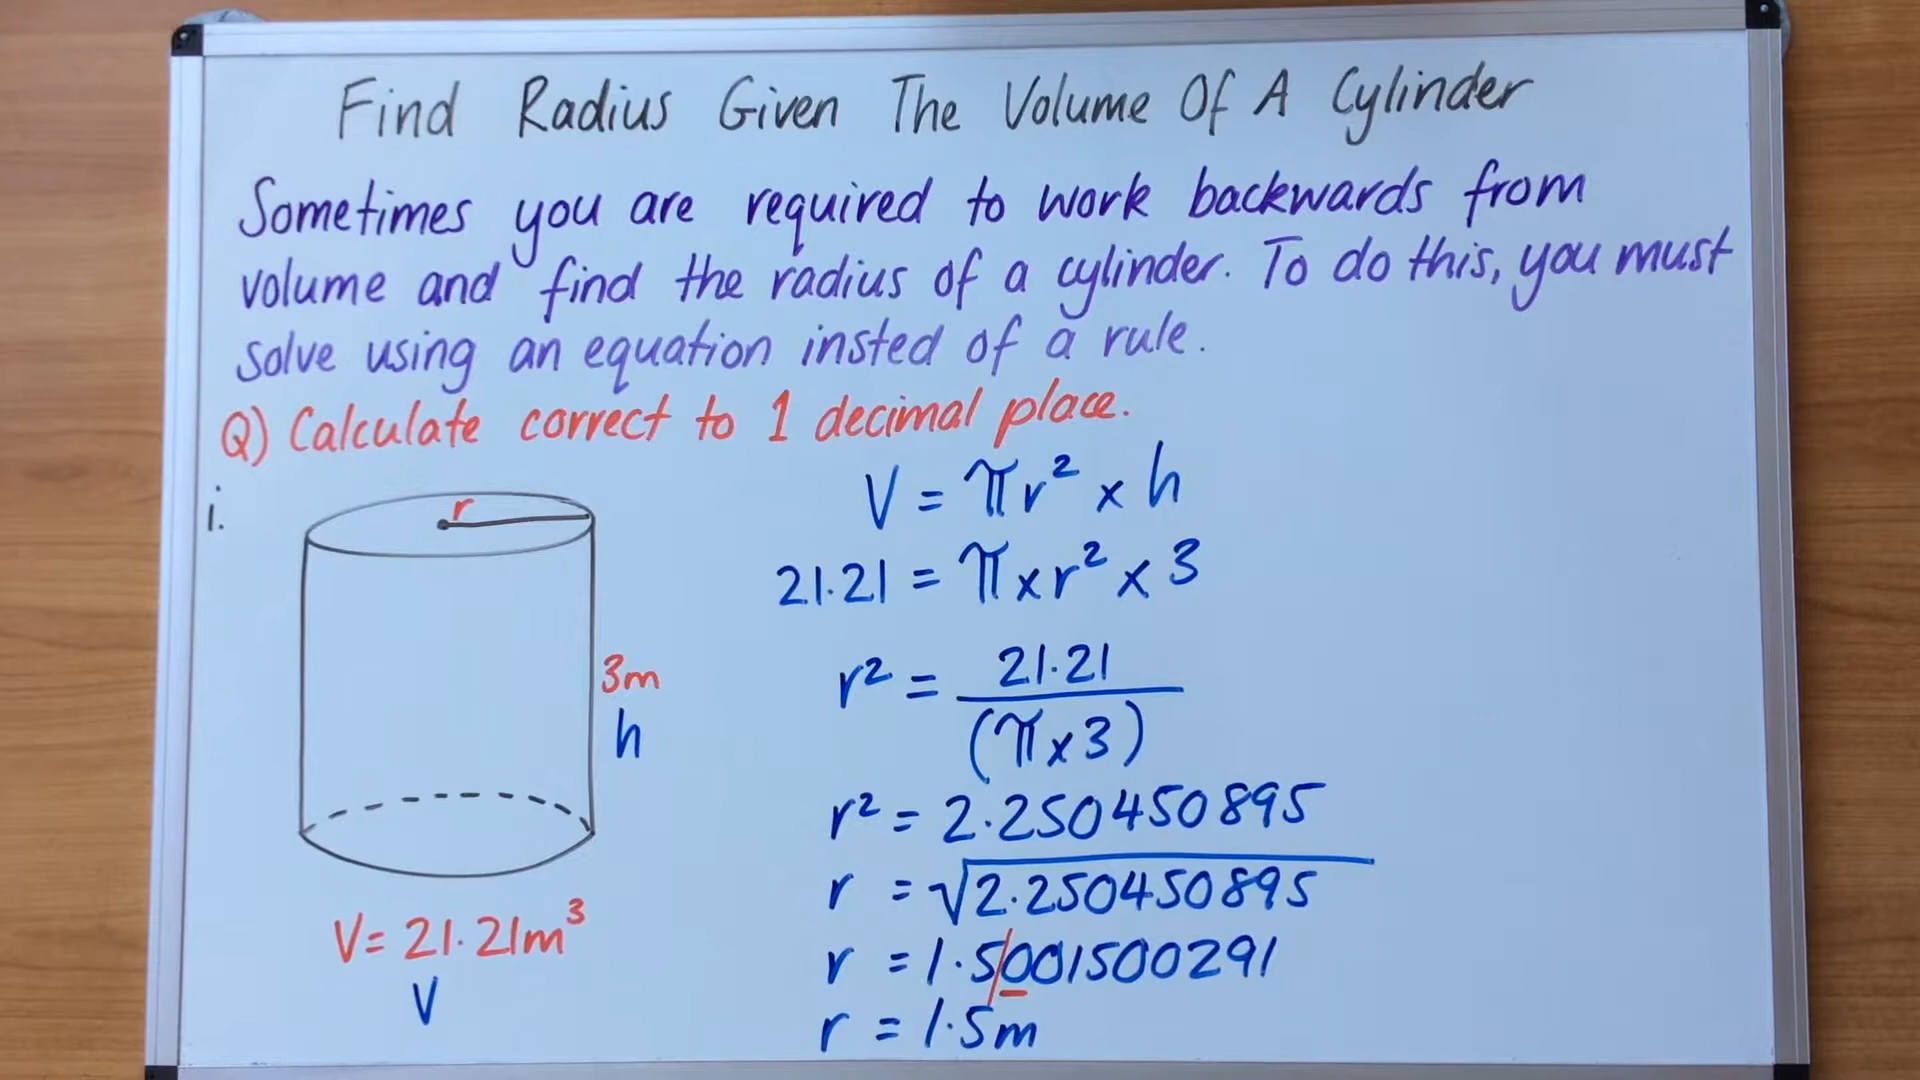 Find Radius Given The Volume Of A Cylinder
Sometimes you are required to work backwards from
volume and find the radius of a cylinder. To do this, you must
solve using an equation insted of a rule.
Q) Calculate correct to 1 decimal place.
i.
r
3m
h
V = 21.21m³
V
V = πr² × h
21.21 = π × r² × 3
r² = 21.21
(π × 3)
r² = 2.250450895
r = √2.250450895
r = 1.5001500291
r = 1.5m